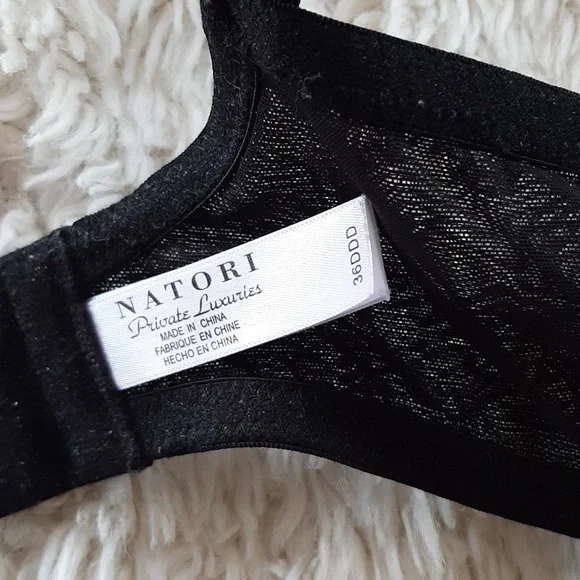 NATORI
Private Luxuries
MADE IN CHINA
FABRIQUE EN CHINE
HECHO EN CHINA
36DDD